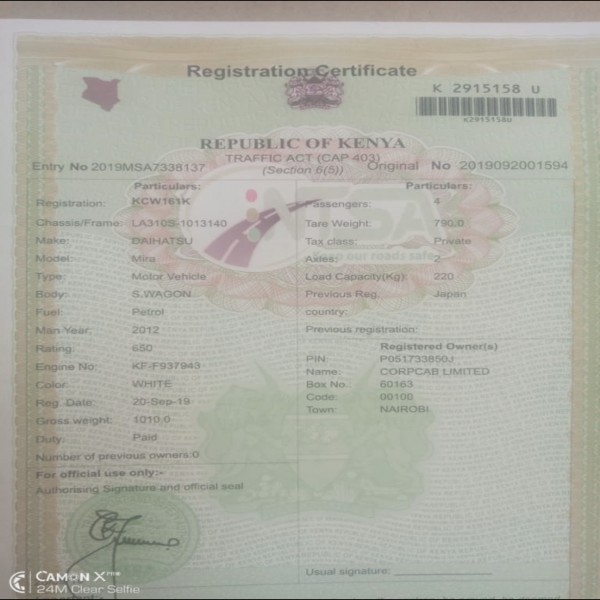 Registration Certificate
K 2915158 U
K2915158U
REPUBLIC OF KENYA
TRAFFIC ACT (CAP 403)
(Section 6(5))
Entry No 2019MSA7338137
Original No 2019092001594
Particulars:
Registration: KCW161K
Chassis/Frame: LA310S-1013140
Make: DAIHATSU
Model: Mira
Type: Motor Vehicle
Body: S.WAGON
Fuel: Petrol
Man Year: 2012
Rating: 650
Engine No: KF-F937943
Color: WHITE
Reg. Date: 20-Sep-19
Gross weight: 1010.0
Duty: Paid
Number of previous owners:0
For official use only:-
Authorising Signature and official seal
Particulars:
Passengers: 4
Tare Weight: 790.0
Tax class: Private
Axles: 2
Load Capacity(Kg): 220
Previous Reg. Japan
country:
Previous registration:
Registered Owner(s)
PIN P051733850J
Name: CORPCAB LIMITED
Box No.: 60163
Code: 00100
Town: NAIROBI
Usual signature:
our roads safe
CAMON X PRO
24M Clear Selfie